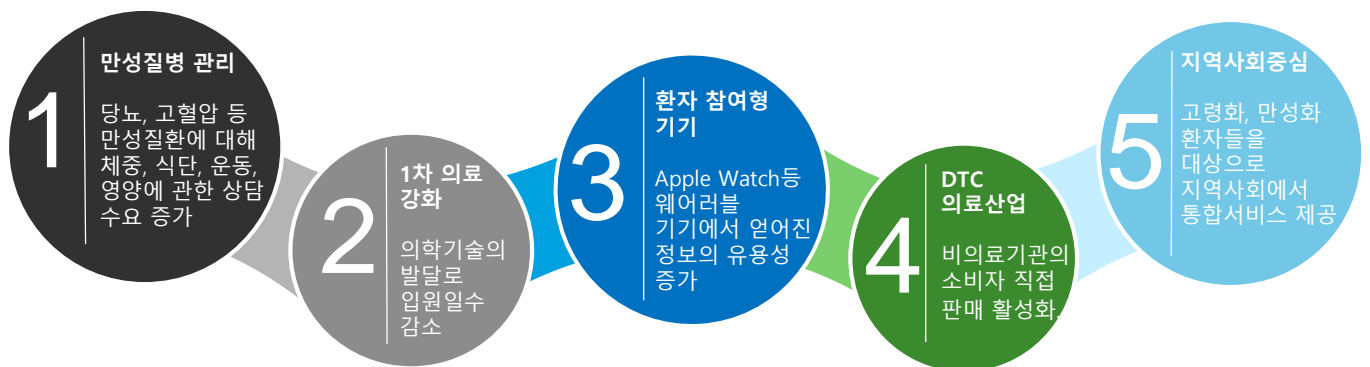 1
만성질병 관리
당뇨, 고혈압 등
만성질환에 대해
체중, 식단, 운동,
영양에 관한 상담
수요 증가
2
1차 의료
강화
의학기술의
발달로
입원일수
감소
3
환자 참여형
기기
Apple Watch등
웨어러블
기기에서 얻어진
정보의 유용성
증가
4
DTC
의료산업
비의료기관의
소비자 직접
판매 활성화.
5
지역사회중심
고령화, 만성화
환자들을
대상으로
지역사회에서
통합서비스 제공